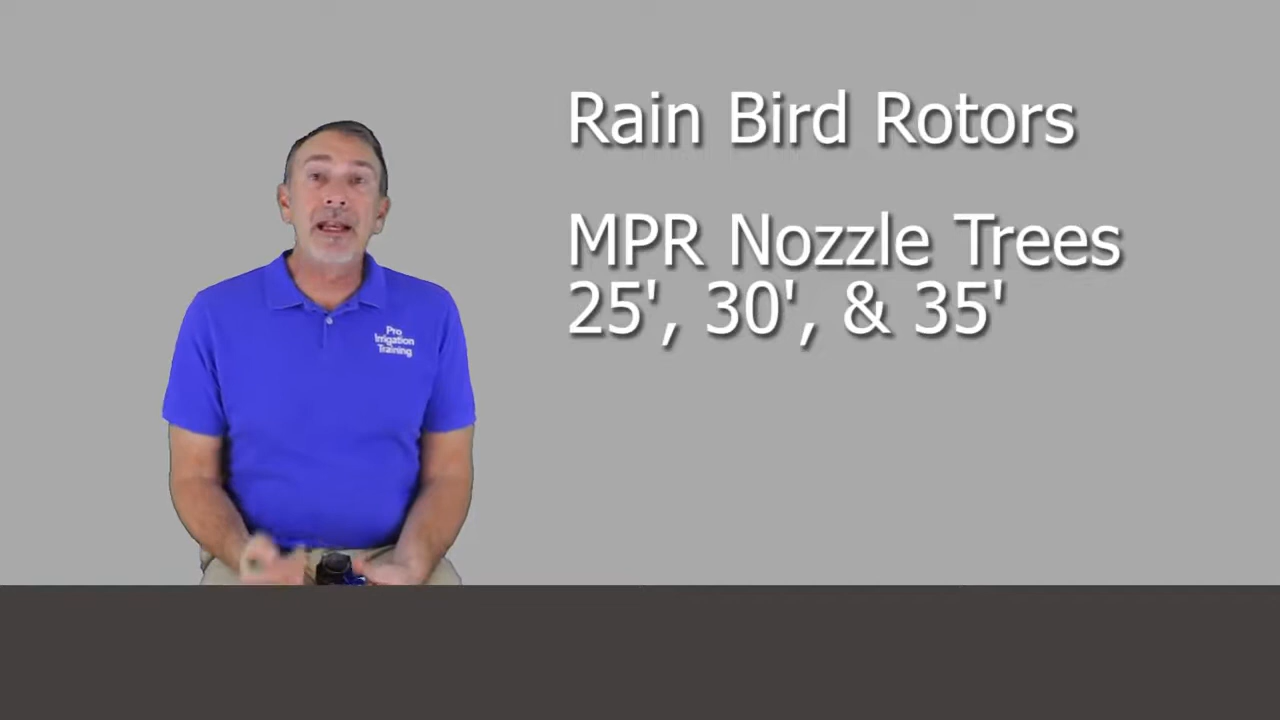 Rain Bird Rotors
MPR Nozzle Trees
25', 30', & 35'
Pro
Irrigation
Training